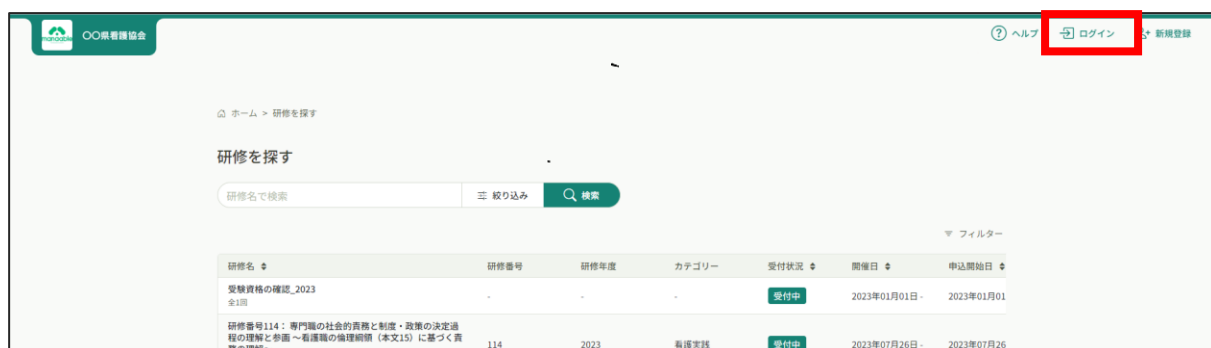 manaable
〇〇県看護協会
ヘルプ
ログイン
新規登録
ホーム > 研修を探す
研修を探す
研修名で検索
絞り込み
検索
フィルター
研修名 研修番号 研修年度 カテゴリー 受付状況 開催日 申込開始日
受験資格の確認_2023
全1回
- - - 受付中 2023年01月01日 - 2023年01月01
研修番号114: 専門職の社会的責務と制度・政策の決定過
程の理解と参画 ~看護職の倫理綱領(本文15)に基づく責
114 2023 看護実践 受付中 2023年07月26日 - 2023年07月26